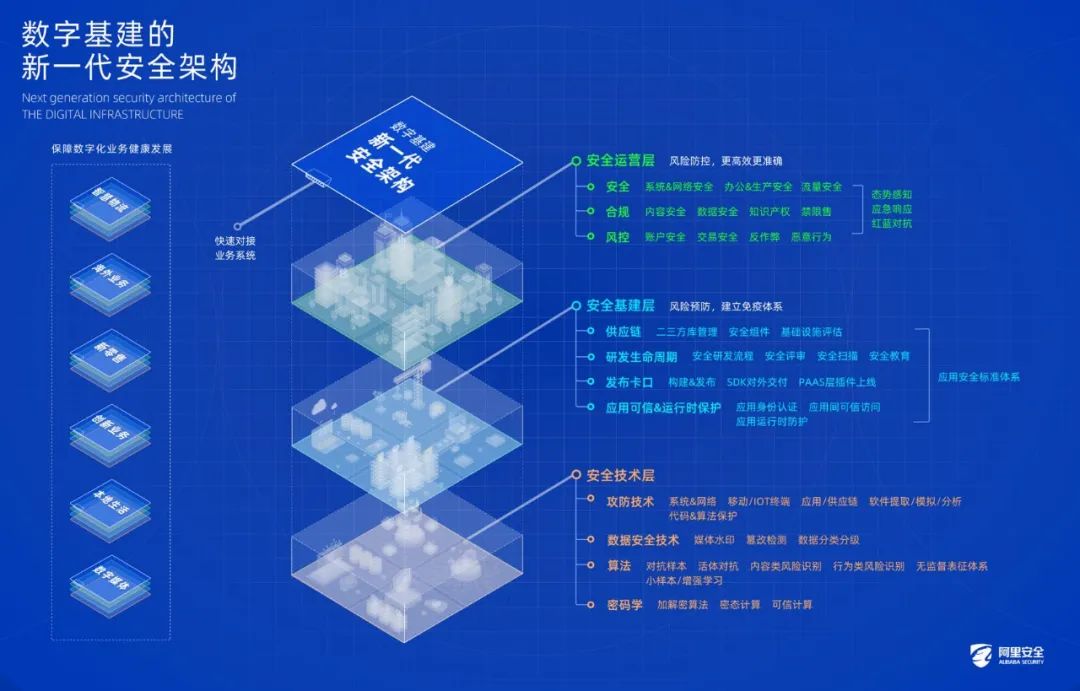 数字基建的
新一代安全架构
Next generation security architecture of
THE DIGITAL INFRASTRUCTURE
保障数字化业务健康发展
智慧物流
海外业务
新零售
创新业务
本地生活
数字媒体
数字基建
新一代
安全架构
快速对接
业务系统
安全运营层 风险防控，更高效更准确
安全 系统&网络安全 办公&生产安全 流量安全
合规 内容安全 数据安全 知识产权 禁限售
风控 账户安全 交易安全 反作弊 恶意行为
态势感知
应急响应
红蓝对抗
安全基建层 风险预防，建立免疫体系
供应链 二三方库管理 安全组件 基础设施评估
研发生命周期 安全研发流程 安全评审 安全扫描 安全教育
发布卡口 构建&发布 SDK对外交付 PAAS层插件上线
应用可信&运行时保护 应用身份认证 应用间可信访问
应用运行时防护
应用安全标准体系
安全技术层
攻防技术 系统&网络 移动/IOT终端 应用/供应链 软件提取/模拟/分析
代码&算法保护
数据安全技术 媒体水印 篡改检测 数据分类分级
算法 对抗样本 活体对抗 内容类风险识别 行为类风险识别 无监督表征体系
小样本/增强学习
密码学 加解密算法 密态计算 可信计算
阿里安全
ALIBABA SECURITY